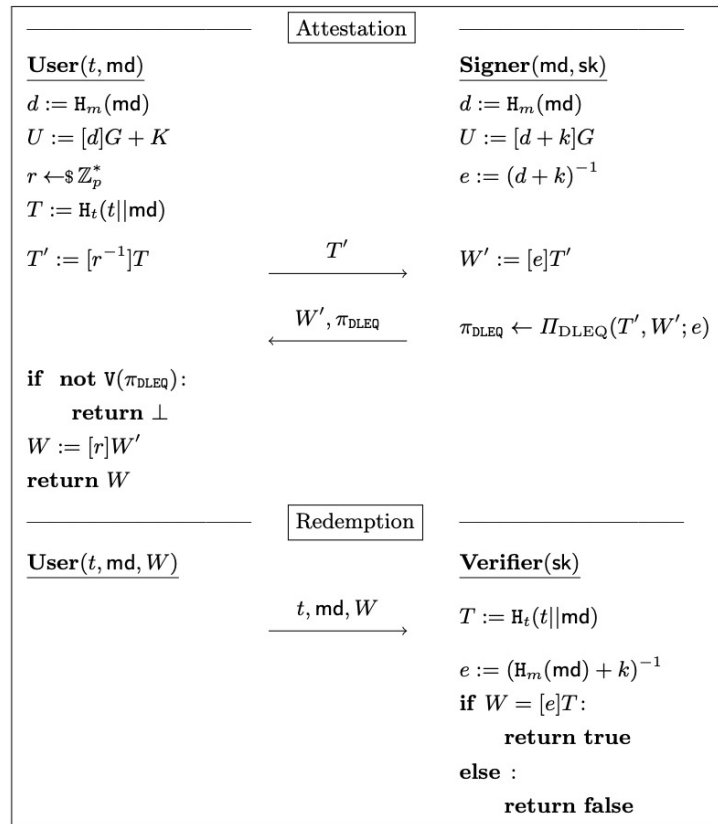 Attestation
User(t, md) Signer(md, sk)
d := H_m(md) d := H_m(md)
U := [d]G + K U := [d + k]G
r ←$ ℤ*_p e := (d + k)⁻¹
T := H_t(t||md)
T′ := [r⁻¹]T T′ W′ := [e]T′
W′, π_DLEQ π_DLEQ ← Π_DLEQ(T′, W′; e)
if not V(π_DLEQ):
return ⊥
W := [r]W′
return W
Redemption
User(t, md, W) Verifier(sk)
t, md, W T := H_t(t||md)
e := (H_m(md) + k)⁻¹
if W = [e]T:
return true
else :
return false